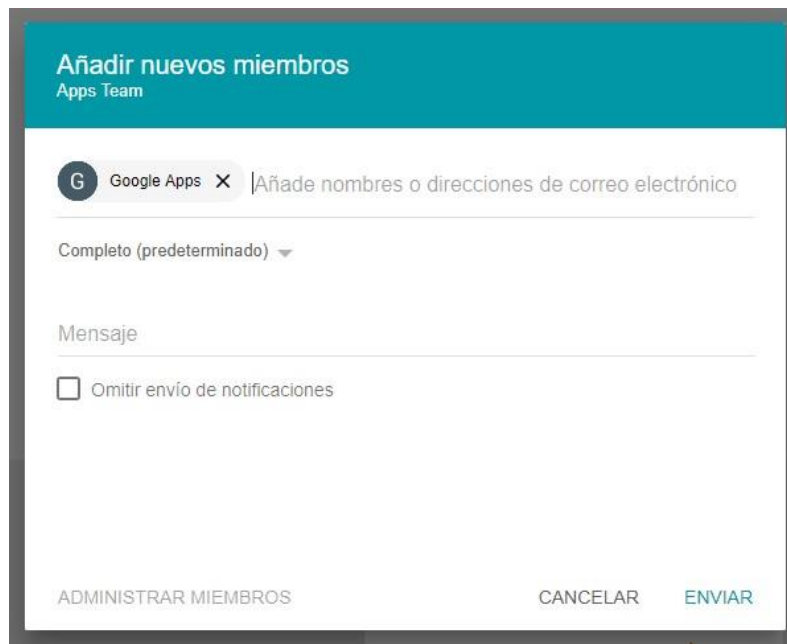 Añadir nuevos miembros
Apps Team
G Google Apps X Añade nombres o direcciones de correo electrónico
Completo (predeterminado)
Mensaje
Omitir envío de notificaciones
ADMINISTRAR MIEMBROS CANCELAR ENVIAR